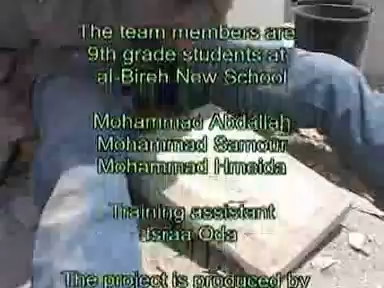 The team members are
9th grade students at
al-Bireh New School
Mohammad Abdallah
Mohammad Samour
Mohammad Hmeida
Training assistant
Israa Oda
The project is produced by